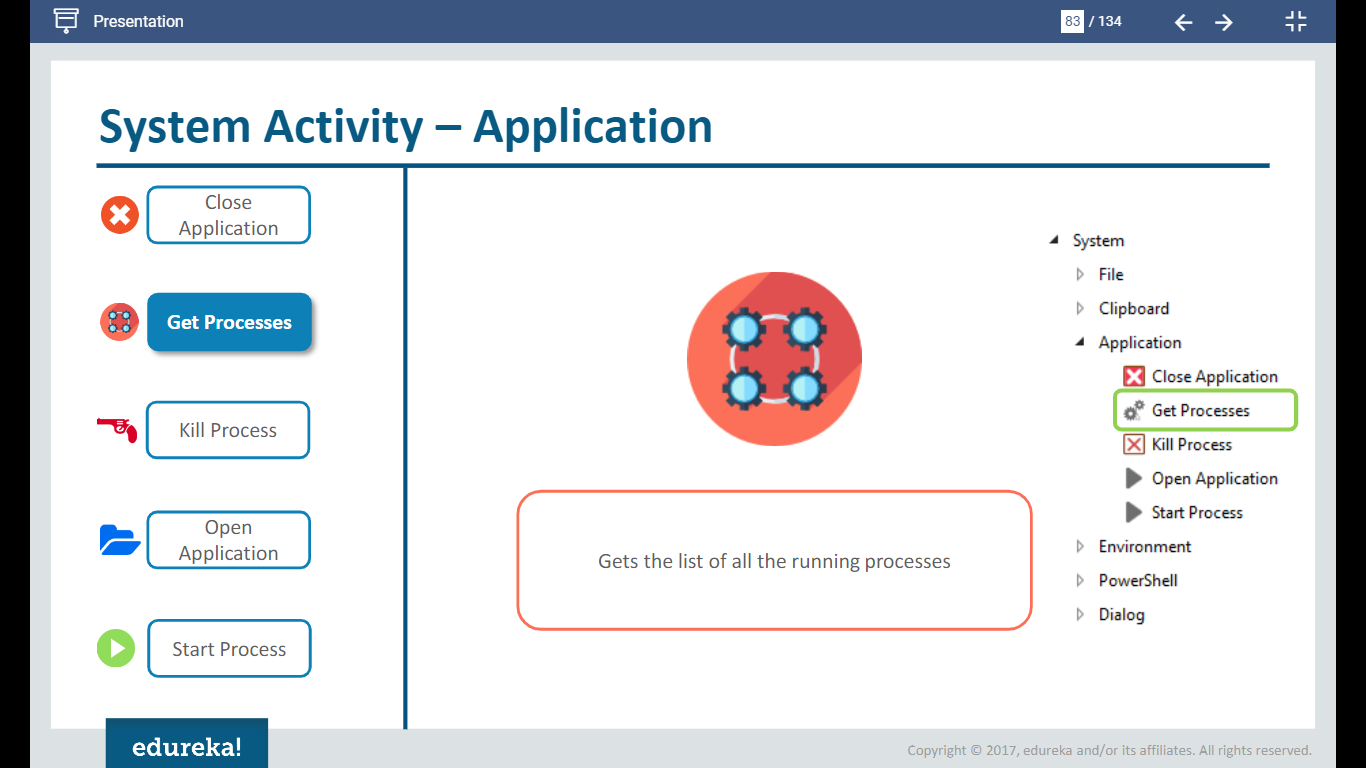 Presentation
83 / 134
System Activity – Application
Close
Application
Get Processes
Kill Process
Open
Application
Start Process
Gets the list of all the running processes
System
File
Clipboard
Application
Close Application
Get Processes
Kill Process
Open Application
Start Process
Environment
PowerShell
Dialog
edureka!
Copyright © 2017, edureka and/or its affiliates. All rights reserved.